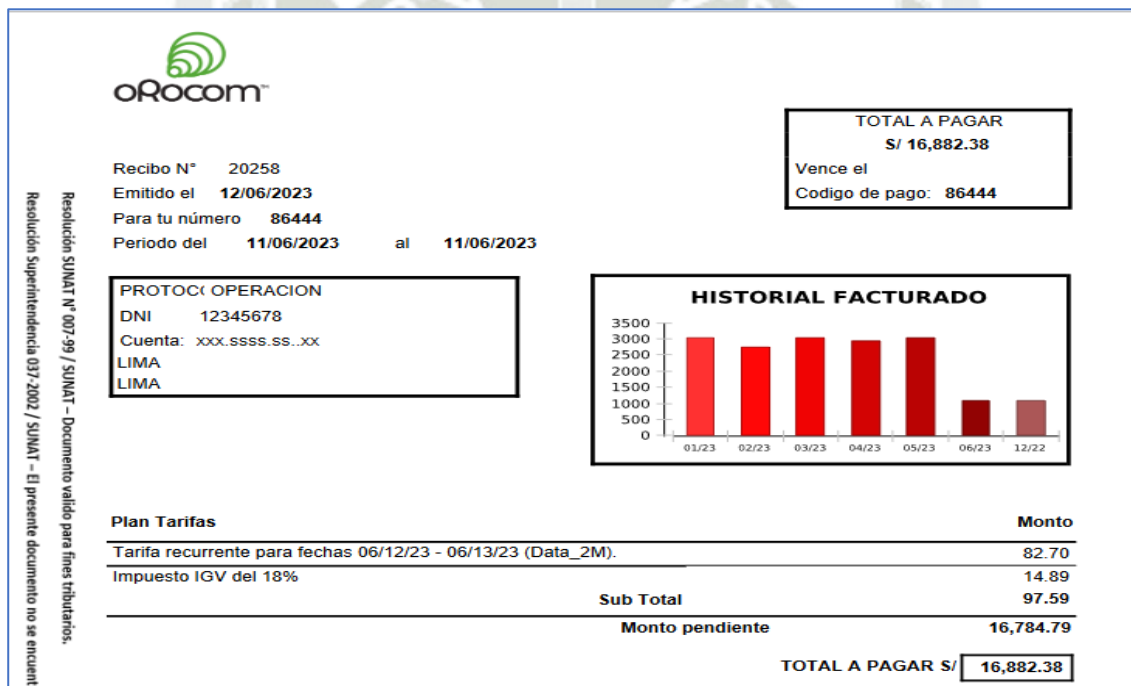 oRocom
TOTAL A PAGAR
S/ 16,882.38
Vence el
Codigo de pago: 86444
Recibo N° 20258
Emitido el 12/06/2023
Para tu número 86444
Periodo del 11/06/2023 al 11/06/2023
PROTOC( OPERACION
DNI 12345678
Cuenta: xxx.ssss.ss..xx
LIMA
LIMA
HISTORIAL FACTURADO
3500
3000
2500
2000
1500
1000
500
0
01/23 02/23 03/23 04/23 05/23 06/23 12/22
Plan Tarifas Monto
Tarifa recurrente para fechas 06/12/23 - 06/13/23 (Data_2M). 82.70
Impuesto IGV del 18% 14.89
Sub Total 97.59
Monto pendiente 16,784.79
TOTAL A PAGAR S/ 16,882.38
Resolución SUNAT N° 007-99 / SUNAT – Documento valido para fines tributarios.
Resolución Superintendencia 037-2002 / SUNAT – El presente documento no se encuent